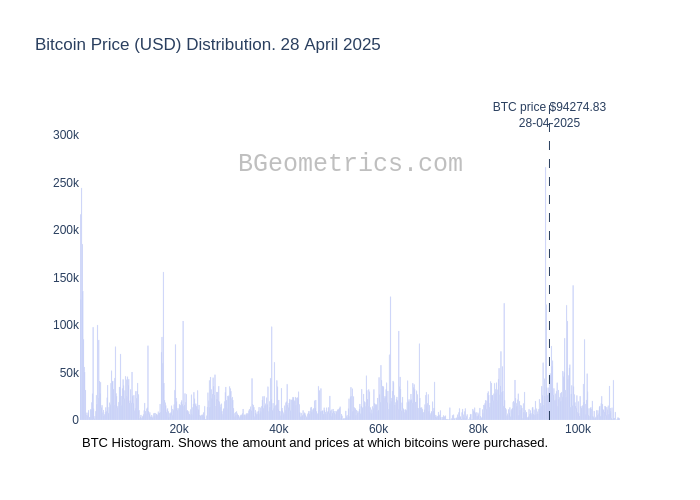 Bitcoin Price (USD) Distribution. 28 April 2025
BTC price $94274.83
28-04-2025
BGeometrics.com
300k
250k
200k
150k
100k
50k
0
20k 40k 60k 80k 100k
BTC Histogram. Shows the amount and prices at which bitcoins were purchased.